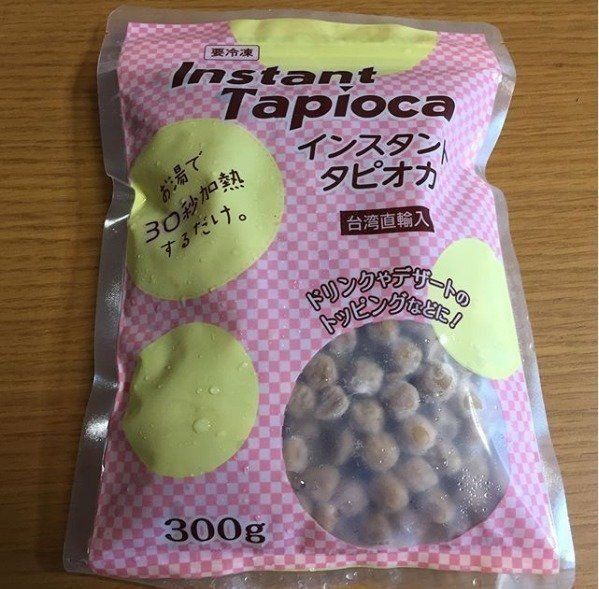 要冷凍
Instant
Tapioca
インスタント
タピオカ
お湯で
30秒加熱
するだけ。
台湾直輸入
ドリンクやデザートの
トッピングなどに!
300g